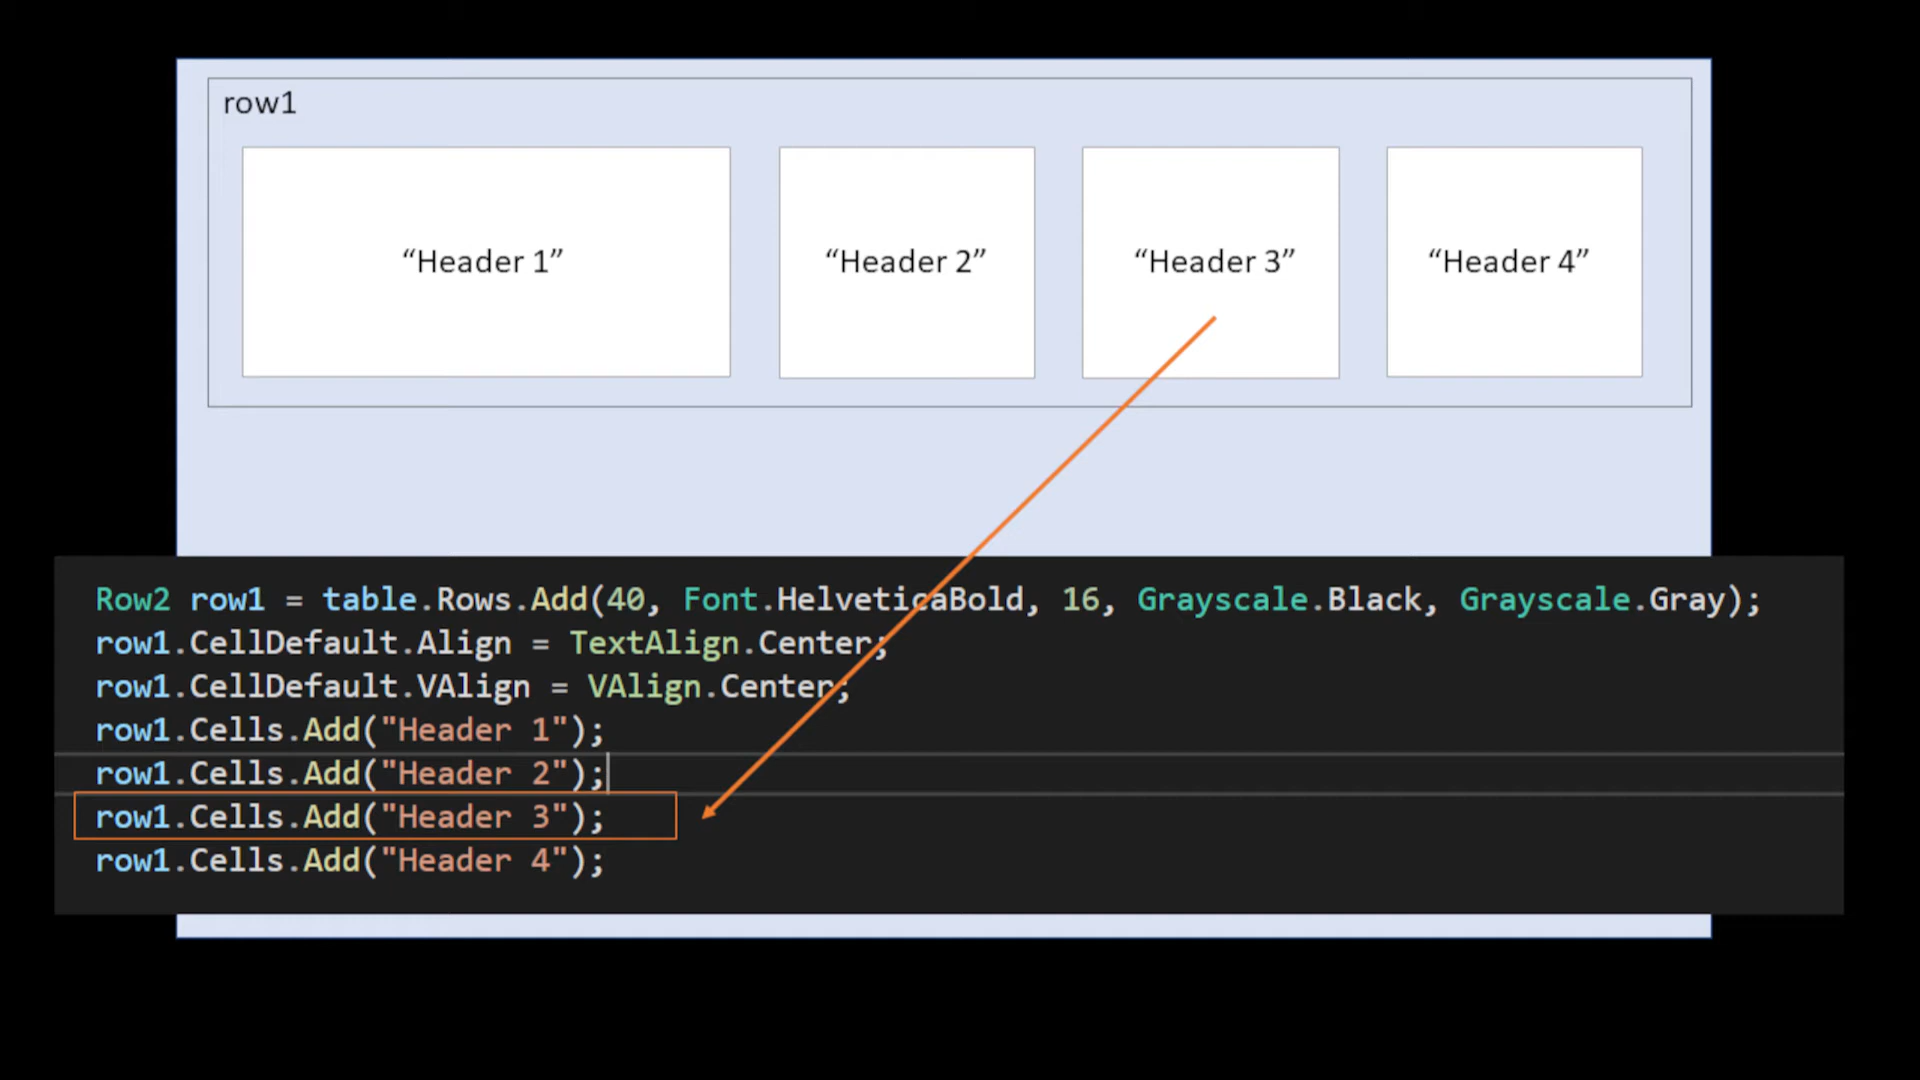 row1
“Header 1” “Header 2” “Header 3” “Header 4”
Row2 row1 = table.Rows.Add(40, Font.HelveticaBold, 16, Grayscale.Black, Grayscale.Gray);
row1.CellDefault.Align = TextAlign.Center;
row1.CellDefault.VAlign = VAlign.Center;
row1.Cells.Add("Header 1");
row1.Cells.Add("Header 2");
row1.Cells.Add("Header 3");
row1.Cells.Add("Header 4");